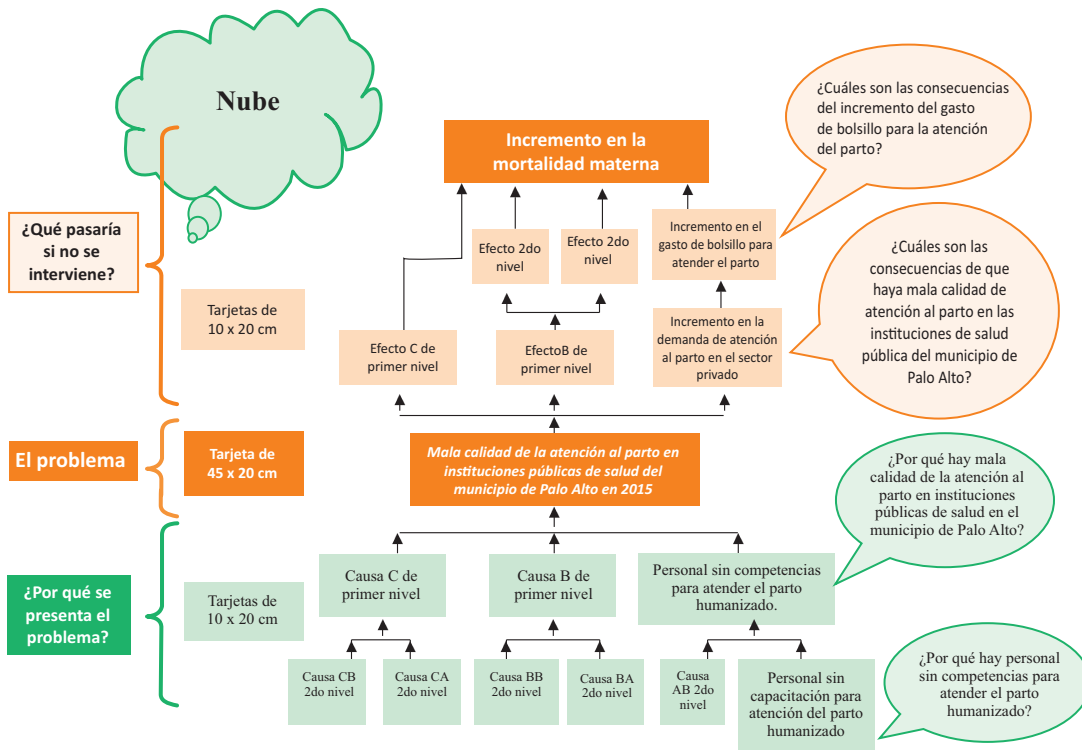 Nube
¿Cuáles son las consecuencias
del incremento del gasto
de bolsillo para la atención
del parto?
Incremento en la
mortalidad materna
¿Qué pasaría
si no se
interviene?
Efecto 2do
nivel
Efecto 2do
nivel
Incremento en el
gasto de bolsillo para
atender el parto
¿Cuáles son las
consecuencias de que
haya mala calidad de
atención al parto en las
instituciones de salud
pública del municipio de
Palo Alto?
Tarjetas de
10 x 20 cm
Efecto C de
primer nivel
EfectoB de
primer nivel
Incremento en la
demanda de atención
al parto en el sector
privado
El problema
Tarjeta de
45 x 20 cm
Mala calidad de la atención al parto en
instituciones públicas de salud del
municipio de Palo Alto en 2015
¿Por qué hay mala
calidad de la atención al
parto en instituciones
públicas de salud en el
municipio de Palo Alto?
¿Por qué se
presenta el
problema?
Tarjetas de
10 x 20 cm
Causa C de
primer nivel
Causa B de
primer nivel
Personal sin competencias
para atender el parto
humanizado.
Causa CB
2do nivel
Causa CA
2do nivel
Causa BB
2do nivel
Causa BA
2do nivel
Causa
AB 2do
nivel
Personal sin
capacitación para
atención del parto
humanizado
¿Por qué hay personal
sin competencias para
atender el parto
humanizado?